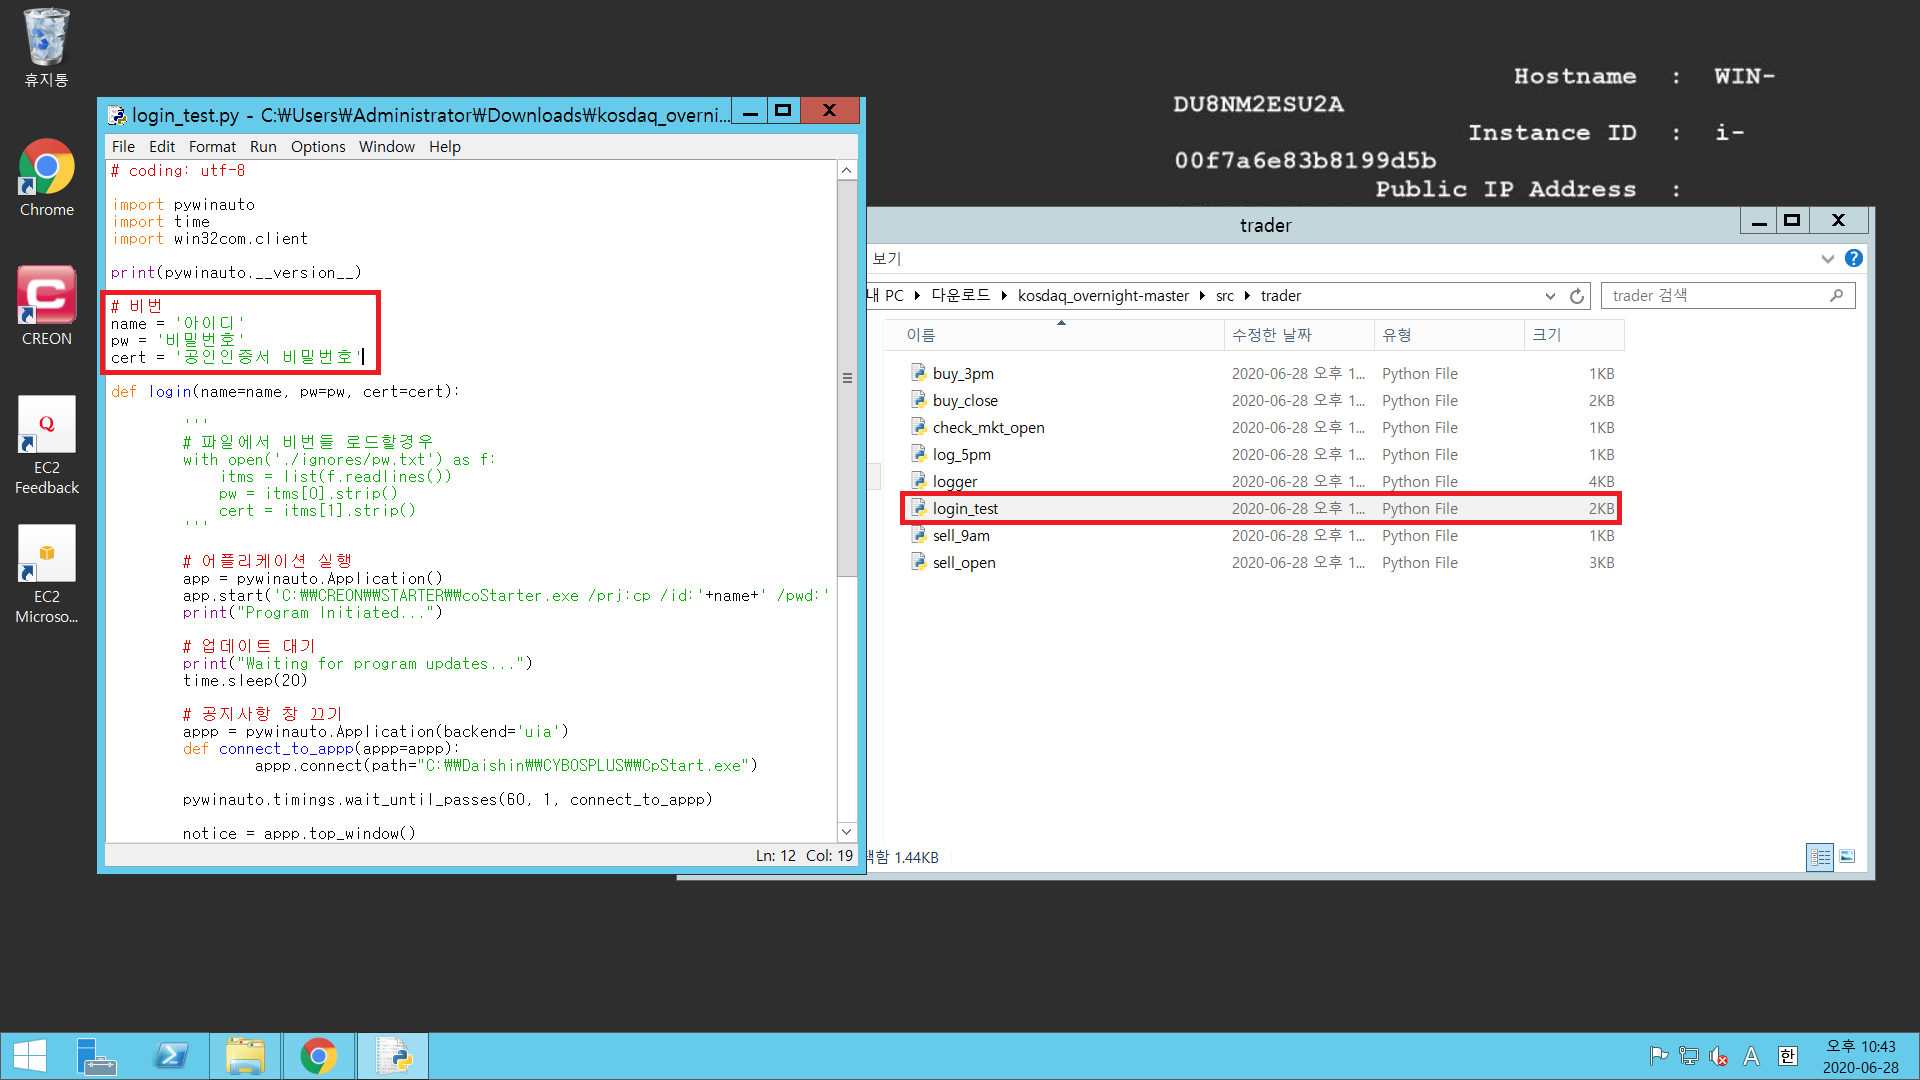 휴지통
Chrome
CREON
EC2
Feedback
EC2
Microso...
Hostname : WIN-
DU8NM2ESU2A
Instance ID : i-
00f7a6e83b8199d5b
Public IP Address :
login_test.py - C:₩Users₩Administrator₩Downloads₩kosdaq_overni...
File Edit Format Run Options Window Help
# coding: utf-8
import pywinauto
import time
import win32com.client
print(pywinauto.__version__)
# 비번
name = '아이디'
pw = '비밀번호'
cert = '공인인증서 비밀번호'
def login(name=name, pw=pw, cert=cert):
'''
# 파일에서 비번들 로드할경우
with open('./ignores/pw.txt') as f:
itms = list(f.readlines())
pw = itms[0].strip()
cert = itms[1].strip()
'''
# 어플리케이션 실행
app = pywinauto.Application()
app.start('C:₩₩CREON₩₩STARTER₩₩coStarter.exe /prj:cp /id:'+name+' /pwd:'
print("Program Initiated...")
# 업데이트 대기
print("Waiting for program updates...")
time.sleep(20)
# 공지사항 창 끄기
appp = pywinauto.Application(backend='uia')
def connect_to_appp(appp=appp):
appp.connect(path="C:₩₩Daishin₩₩CYBOSPLUS₩₩CpStart.exe")
pywinauto.timings.wait_until_passes(60, 1, connect_to_appp)
notice = appp.top_window()
Ln: 12 Col: 19
trader
보기
내 PC 다운로드 kosdaq_overnight-master src trader
trader 검색
이름 수정한 날짜 유형 크기
buy_3pm 2020-06-28 오후 1... Python File 1KB
buy_close 2020-06-28 오후 1... Python File 2KB
check_mkt_open 2020-06-28 오후 1... Python File 1KB
log_5pm 2020-06-28 오후 1... Python File 1KB
logger 2020-06-28 오후 1... Python File 4KB
login_test 2020-06-28 오후 1... Python File 2KB
sell_9am 2020-06-28 오후 1... Python File 1KB
sell_open 2020-06-28 오후 1... Python File 3KB
택함 1.44KB
A 한
오후 10:43
2020-06-28